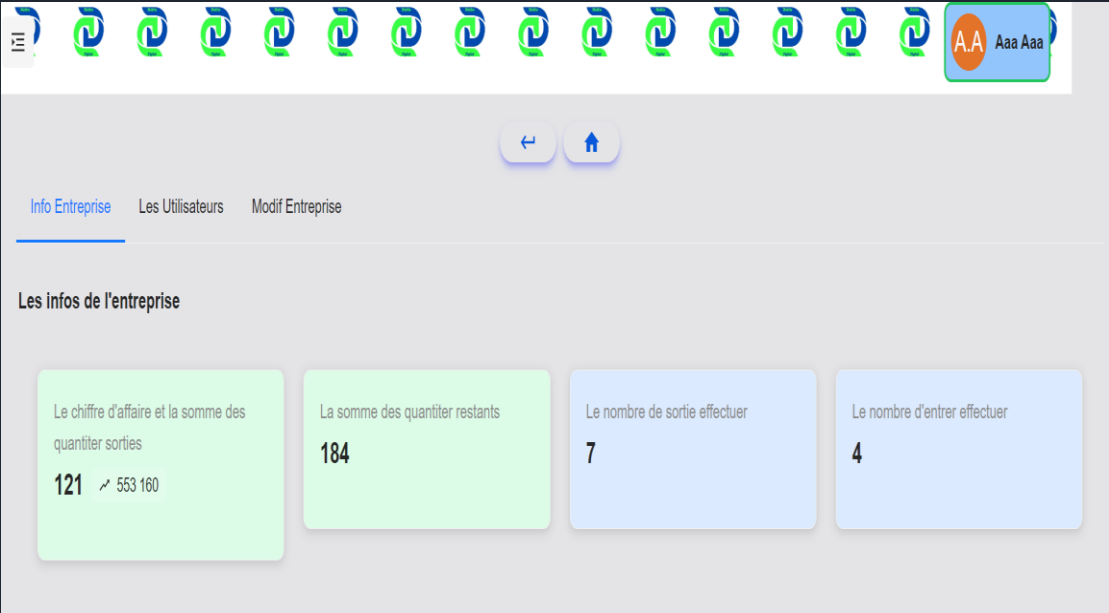 A.A Aaa Aaa
Info Entreprise Les Utilisateurs Modif Entreprise
Les infos de l'entreprise
Le chiffre d'affaire et la somme des
quantiter sorties
121 553 160
La somme des quantiter restants
184
Le nombre de sortie effectuer
7
Le nombre d'entrer effectuer
4